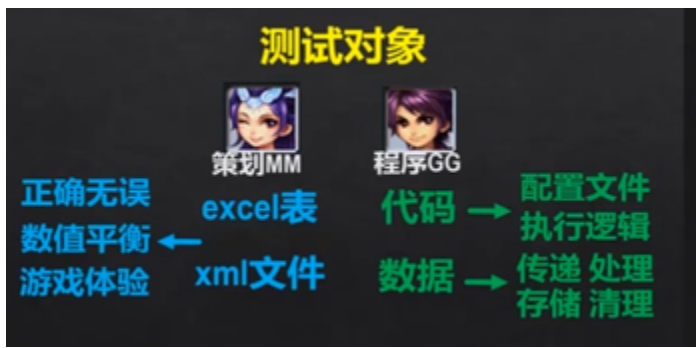 测试对象
策划MM
程序GG
正确无误
数值平衡
游戏体验
excel表
xml文件
代码
配置文件
执行逻辑
数据
传递 处理
存储 清理